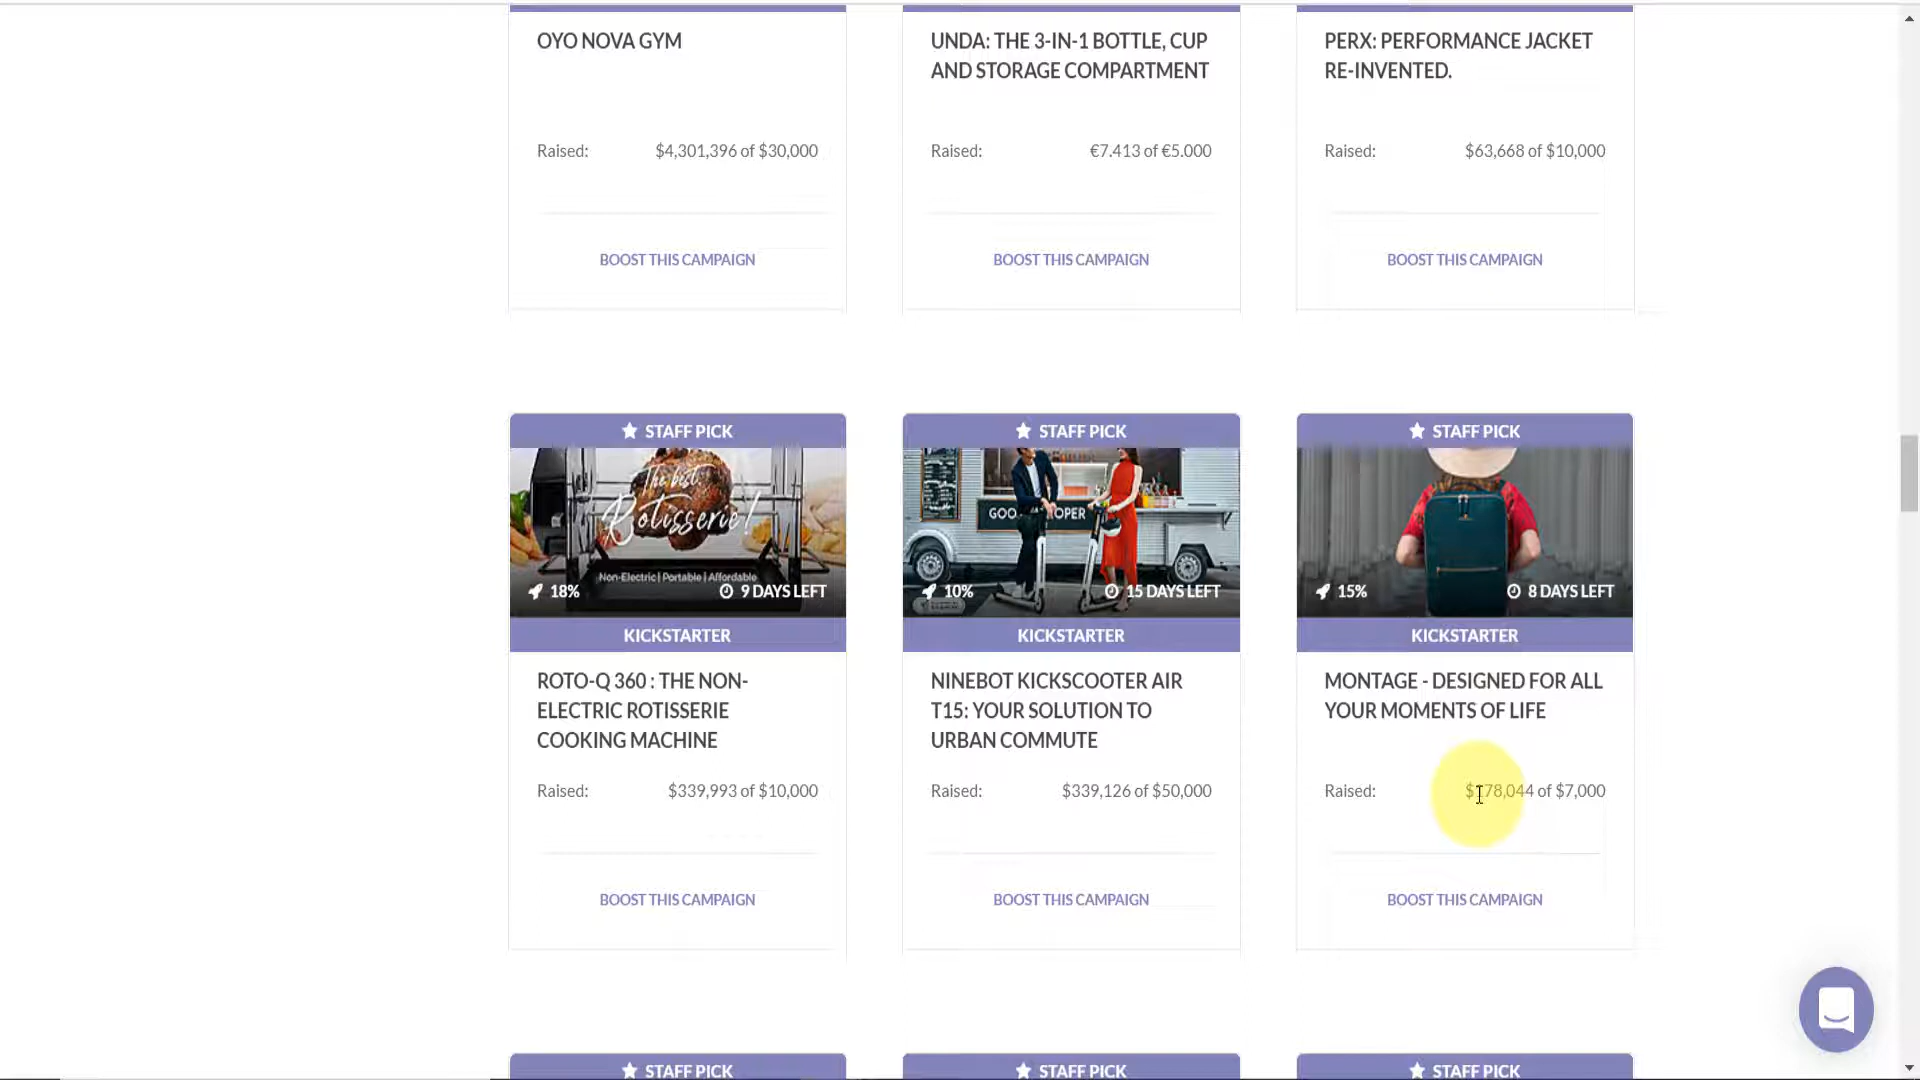 OYO NOVA GYM
Raised: $4,301,396 of $30,000
BOOST THIS CAMPAIGN
UNDA: THE 3-IN-1 BOTTLE, CUP
AND STORAGE COMPARTMENT
Raised: €7.413 of €5.000
BOOST THIS CAMPAIGN
PERX: PERFORMANCE JACKET
RE-INVENTED.
Raised: $63,668 of $10,000
BOOST THIS CAMPAIGN
STAFF PICK
The best
Rotisserie!
Non-Electric | Portable | Affordable
18% 9 DAYS LEFT
KICKSTARTER
ROTO-Q 360 : THE NON-
ELECTRIC ROTISSERIE
COOKING MACHINE
Raised: $339,993 of $10,000
BOOST THIS CAMPAIGN
STAFF PICK
10% 15 DAYS LEFT
KICKSTARTER
NINEBOT KICKSCOOTER AIR
T15: YOUR SOLUTION TO
URBAN COMMUTE
Raised: $339,126 of $50,000
BOOST THIS CAMPAIGN
STAFF PICK
15% 8 DAYS LEFT
KICKSTARTER
MONTAGE - DESIGNED FOR ALL
YOUR MOMENTS OF LIFE
Raised: $178,044 of $7,000
BOOST THIS CAMPAIGN
STAFF PICK
STAFF PICK
STAFF PICK